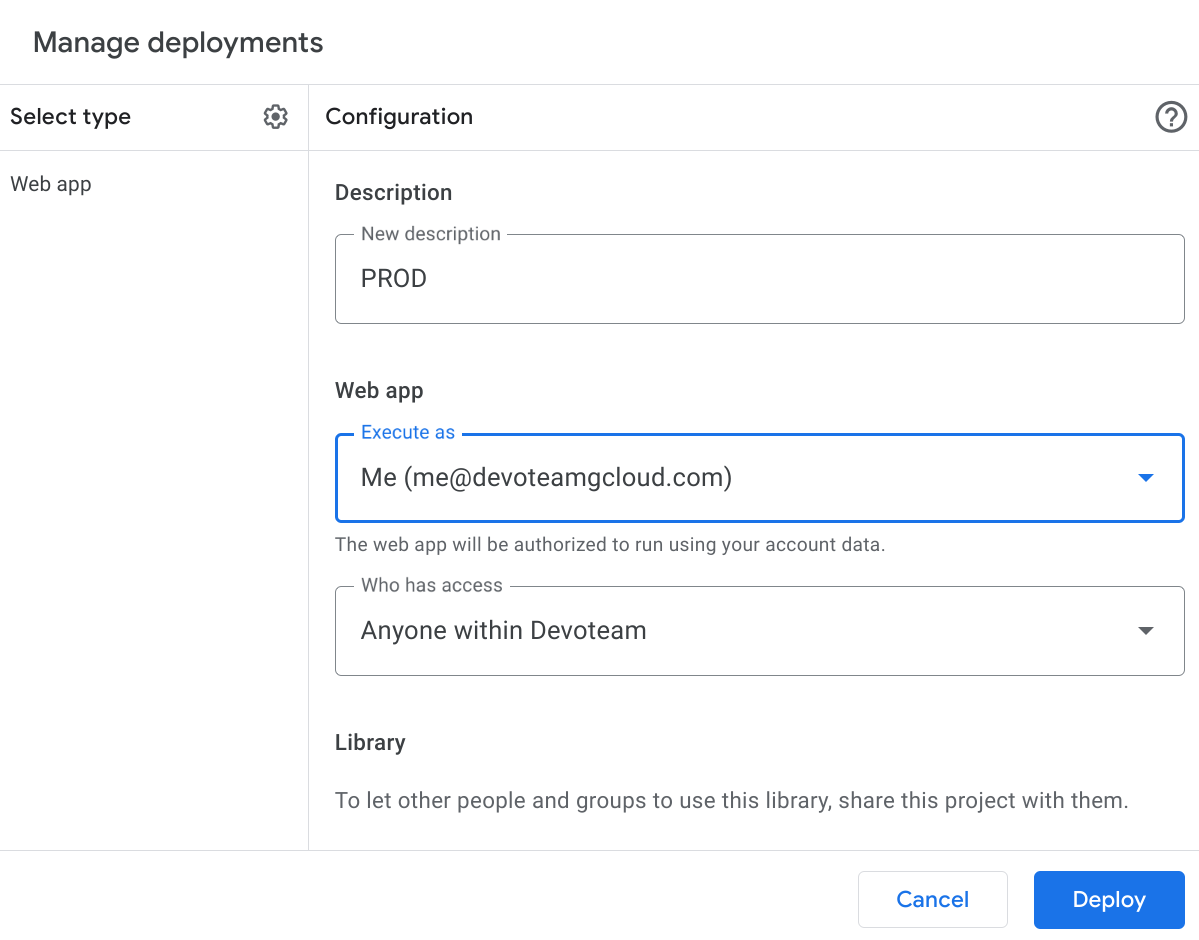 Manage deployments
Select type
Configuration
Web app
Description
New description
PROD
Web app
Execute as
Me (me@devoteamgcloud.com)
The web app will be authorized to run using your account data.
Who has access
Anyone within Devoteam
Library
To let other people and groups to use this library, share this project with them.
Cancel
Deploy